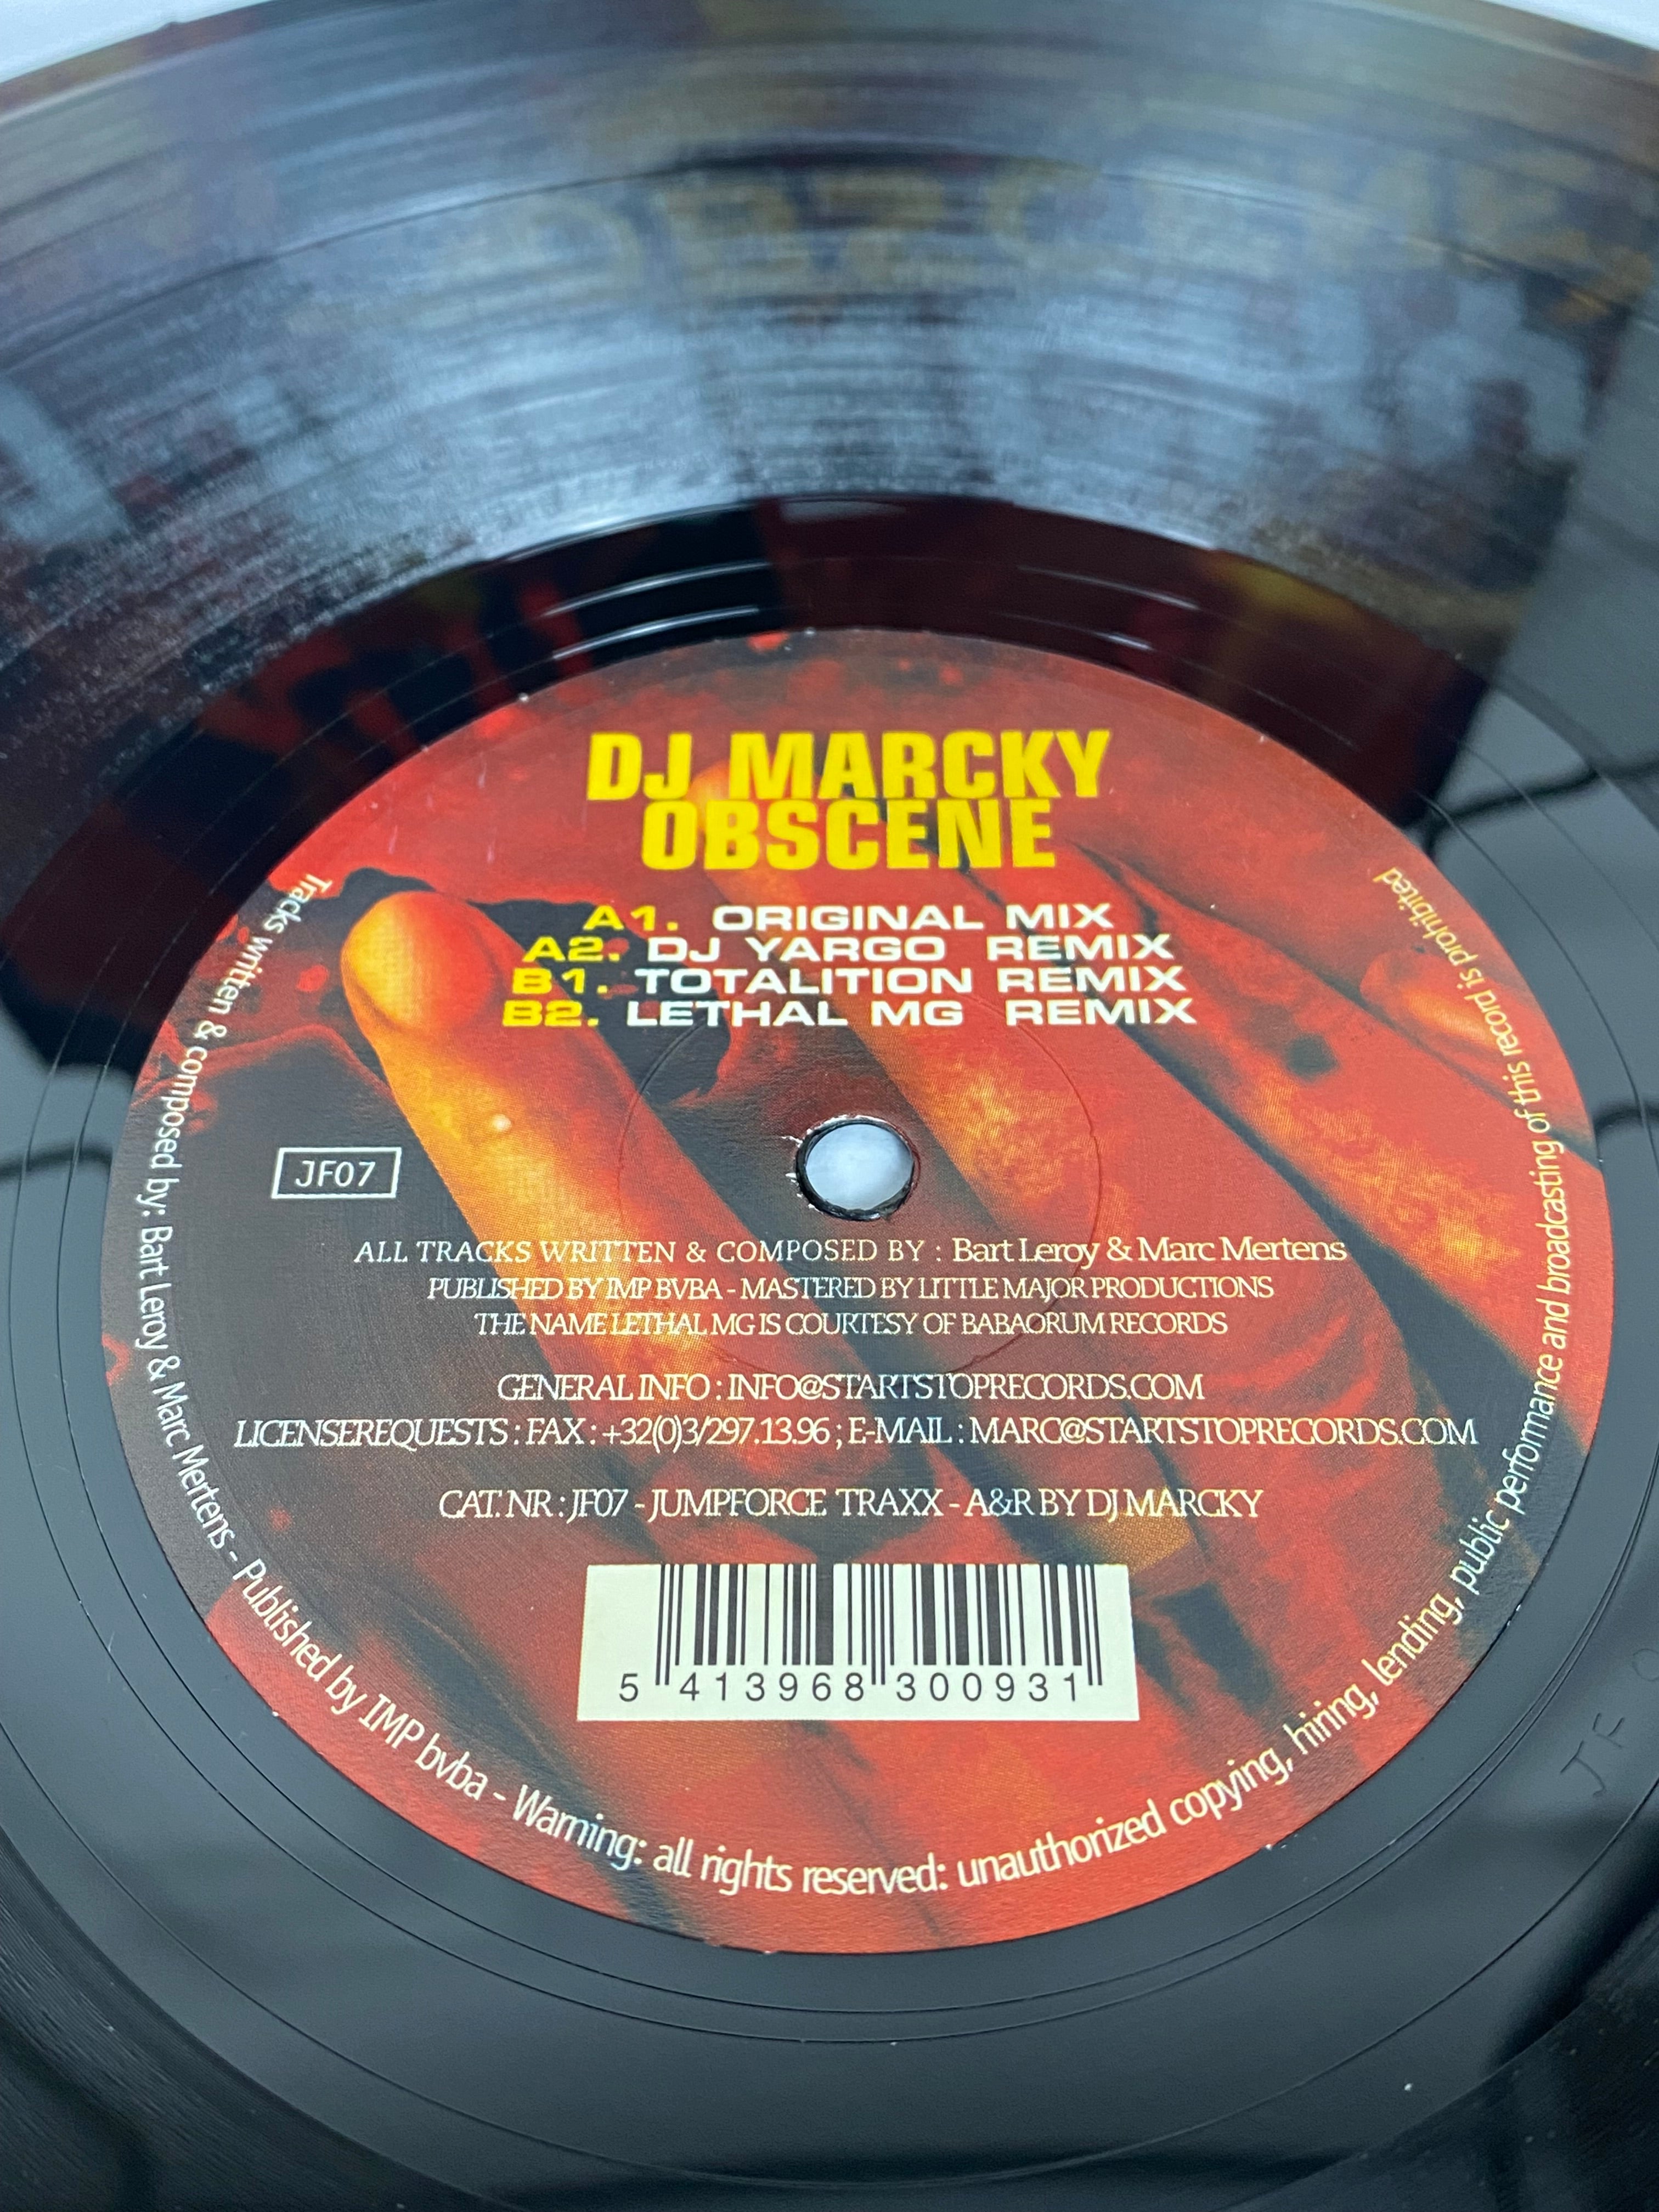 DJ MARCKY
OBSCENE
A1. ORIGINAL MIX
A2. DJ YARGO REMIX
B1. TOTALITION REMIX
B2. LETHAL MG REMIX
JF07
ALL TRACKS WRITTEN & COMPOSED BY : Bart Leroy & Marc Mertens
PUBLISHED BY IMP BVBA - MASTERED BY LITTLE MAJOR PRODUCTIONS
THE NAME LETHAL MG IS COURTESY OF BABAORUM RECORDS
GENERAL INFO : INFO@STARTSTOPRECORDS.COM
LICENSEREQUESTS : FAX : +32(0)3/297.13.96 ; E-MAIL : MARC@STARTSTOPRECORDS.COM
CAT. NR : JF07 - JUMPFORCE TRAXX - A&R BY DJ MARCKY
5 413968 300931
Tracks written & composed by: Bart Leroy & Marc Mertens - Published by IMP bvba - Warning: all rights reserved: unauthorized copying, hiring, lending, public performance and broadcasting of this record is prohibited
JF 0